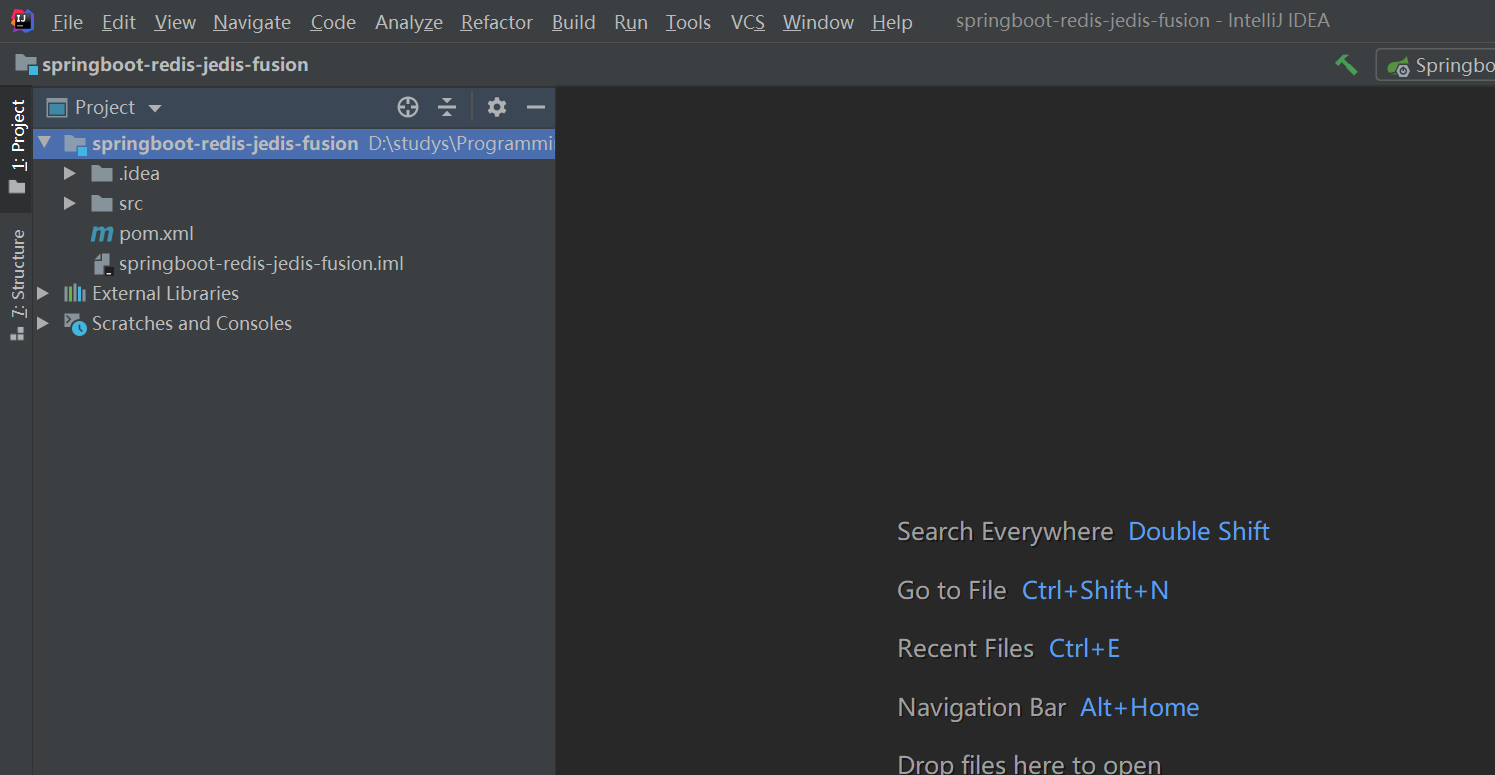 File Edit View Navigate Code Analyze Refactor Build Run Tools VCS Window Help springboot-redis-jedis-fusion - IntelliJ IDEA
springboot-redis-jedis-fusion
Springbo
1: Project
7: Structure
Project
springboot-redis-jedis-fusion D:\studys\Programmi
.idea
src
pom.xml
springboot-redis-jedis-fusion.iml
External Libraries
Scratches and Consoles
Search Everywhere Double Shift
Go to File Ctrl+Shift+N
Recent Files Ctrl+E
Navigation Bar Alt+Home
Drop files here to open